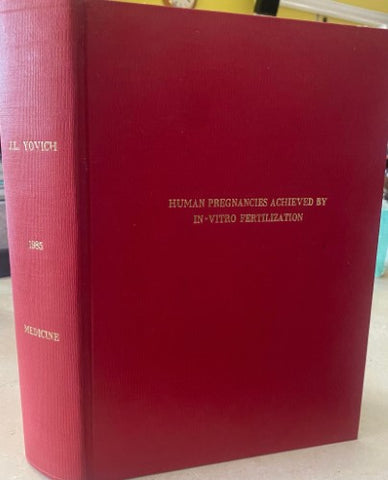 J.L. YOVICH
1985
MEDICINE
HUMAN PREGNANCIES ACHIEVED BY
IN-VITRO FERTILIZATION